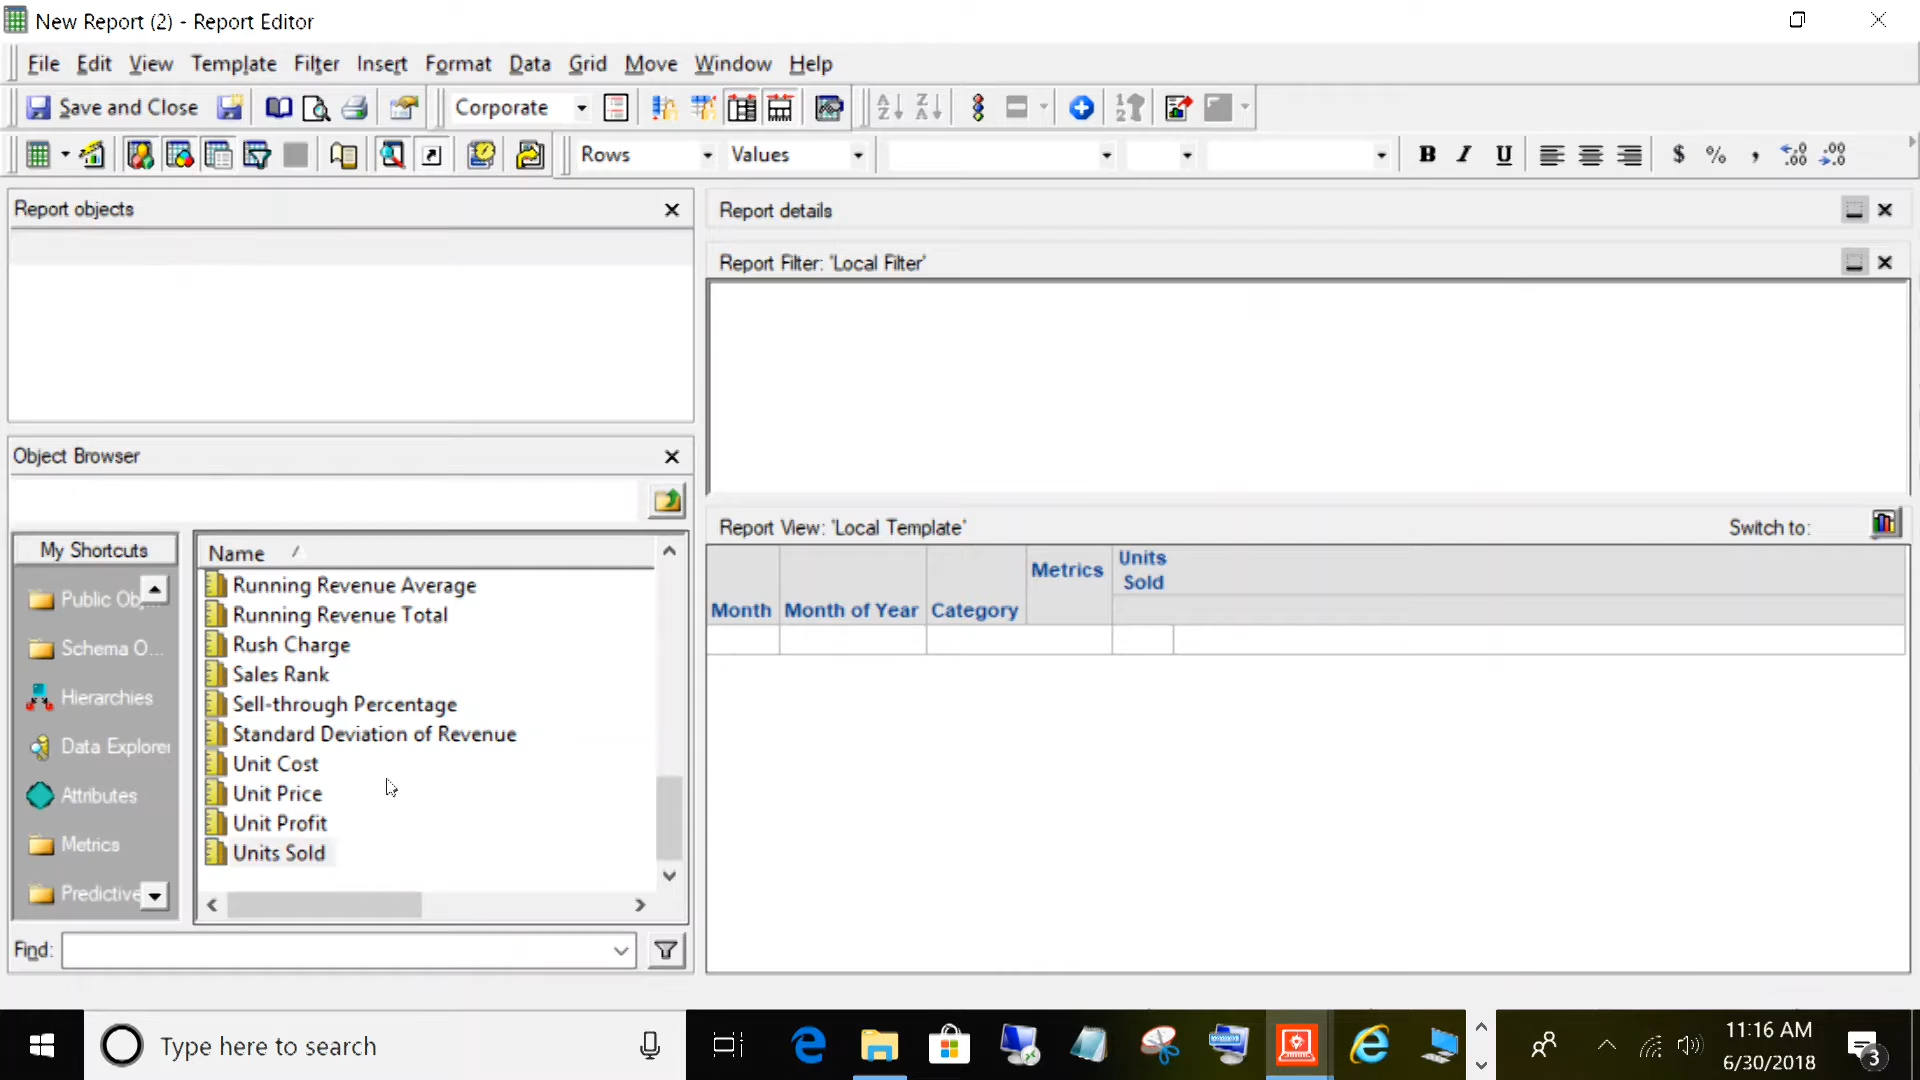 New Report (2) - Report Editor
File Edit View Template Filter Insert Format Data Grid Move Window Help
Save and Close Corporate
Rows Values B I U $ % , .00 .00
Report objects
Report details
Report Filter: 'Local Filter'
Object Browser
My Shortcuts
Public Ob...
Schema O...
Hierarchies
Data Explorer
Attributes
Metrics
Predictive
Name
Running Revenue Average
Running Revenue Total
Rush Charge
Sales Rank
Sell-through Percentage
Standard Deviation of Revenue
Unit Cost
Unit Price
Unit Profit
Units Sold
Find:
Report View: 'Local Template' Switch to:
Month Month of Year Category Metrics Units
Sold
Type here to search
11:16 AM
6/30/2018
3